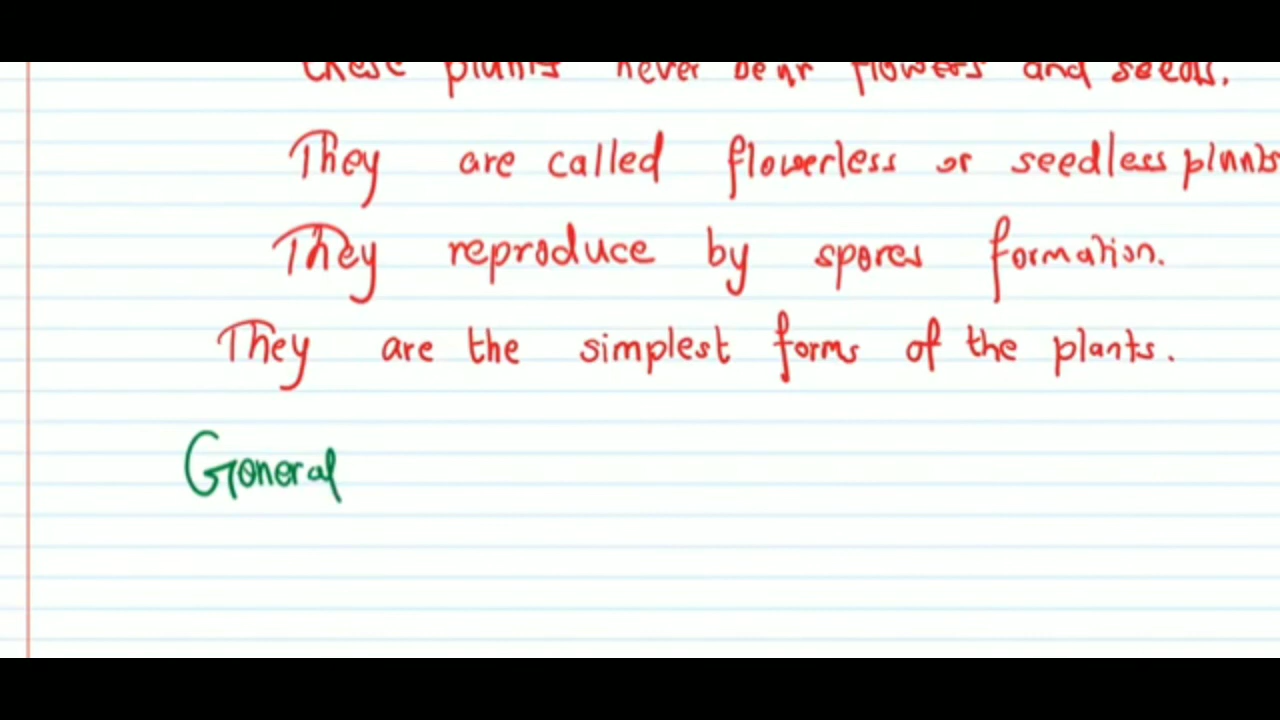 these plants never bear flowers and seeds.
They are called flowerless or seedless plants
They reproduce by spores formation.
They are the simplest forms of the plants.
General